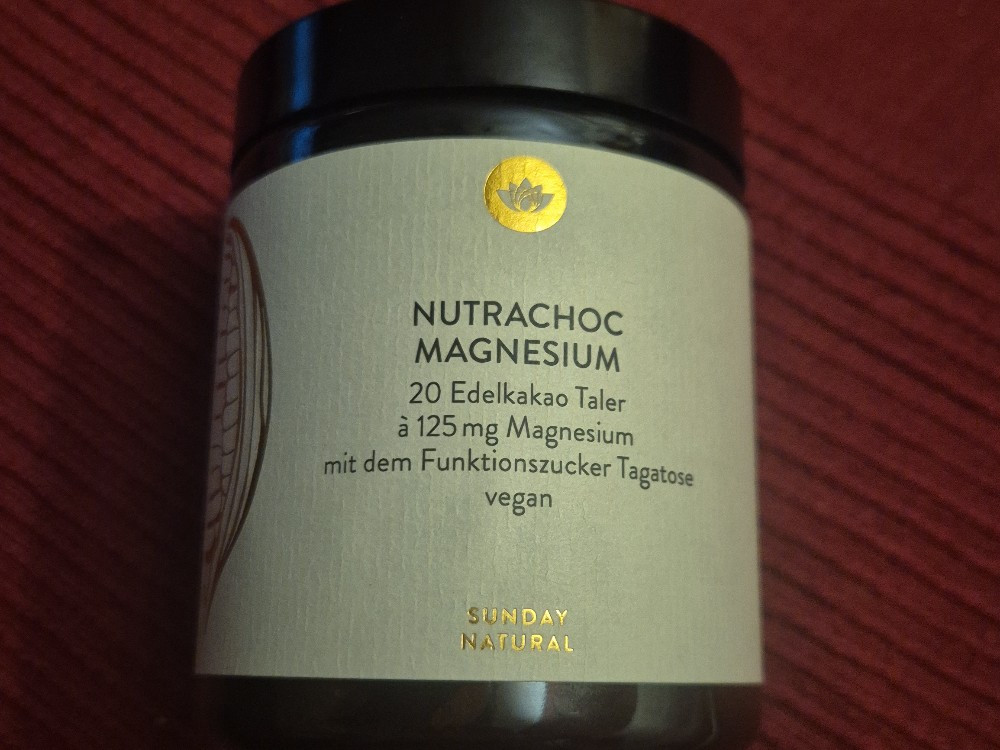 NUTRACHOC
MAGNESIUM
20 Edelkakao Taler
à 125 mg Magnesium
mit dem Funktionszucker Tagatose
vegan
SUNDAY
NATURAL